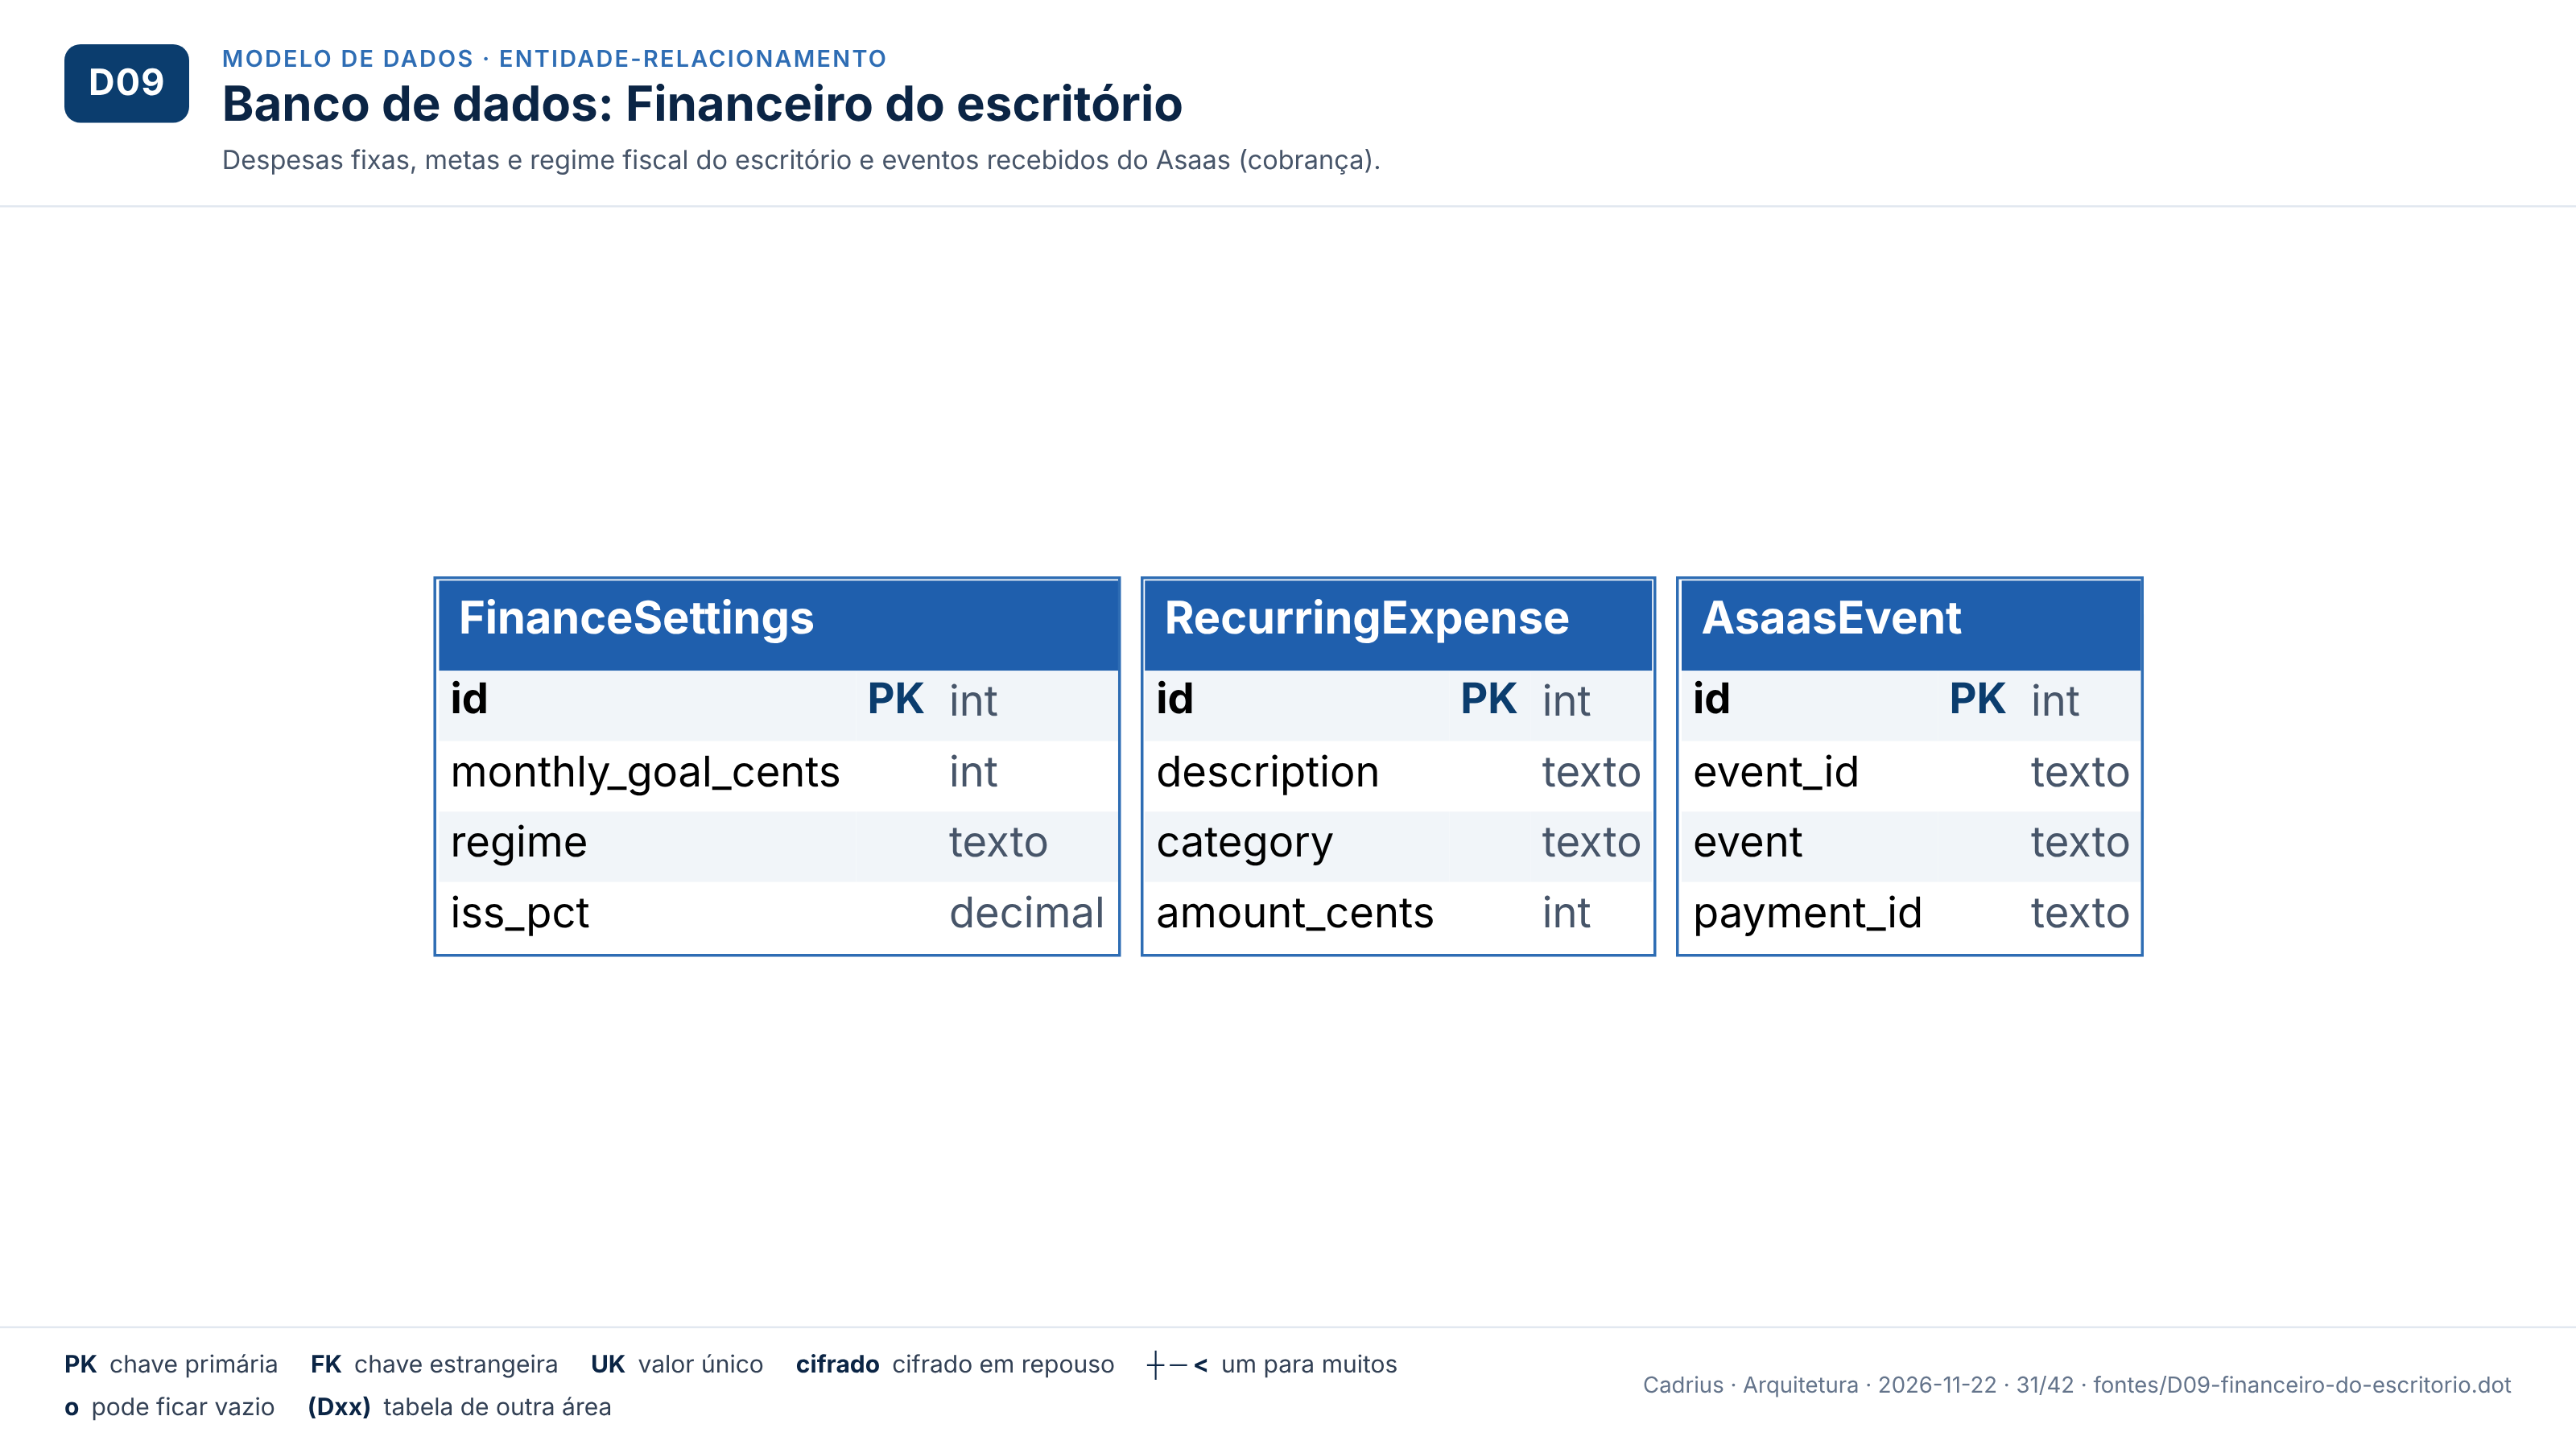 D09
MODELO DE DADOS · ENTIDADE-RELACIONAMENTO
Banco de dados: Financeiro do escritório
Despesas fixas, metas e regime fiscal do escritório e eventos recebidos do Asaas (cobrança).
FinanceSettings
id PK int
monthly_goal_cents int
regime texto
iss_pct decimal
RecurringExpense
id PK int
description texto
category texto
amount_cents int
AsaasEvent
id PK int
event_id texto
event texto
payment_id texto
PK chave primária FK chave estrangeira UK valor único cifrado cifrado em repouso ┼─< um para muitos
o pode ficar vazio (Dxx) tabela de outra área
Cadrius · Arquitetura · 2026-11-22 · 31/42 · fontes/D09-financeiro-do-escritorio.dot